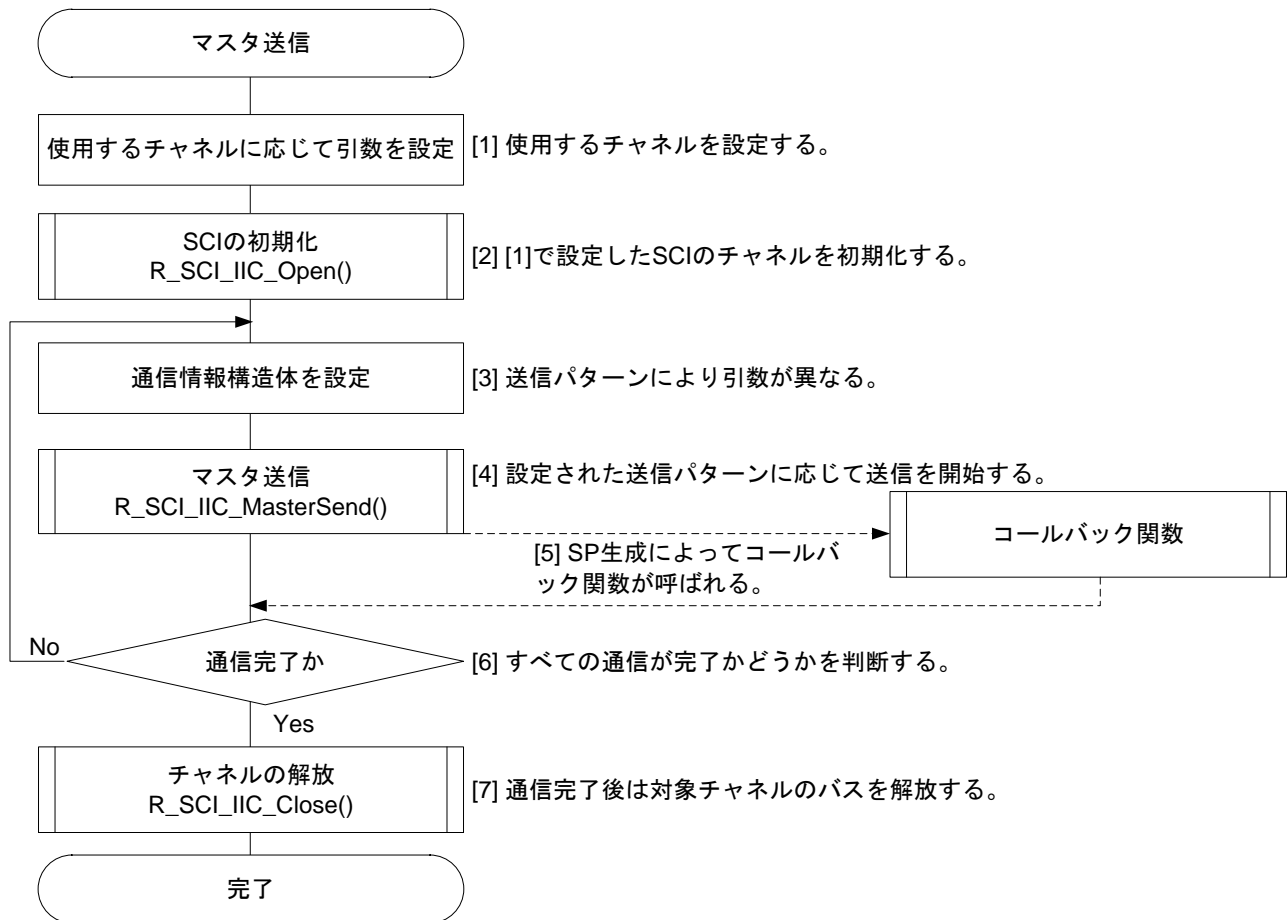 マスタ送信
使用するチャネルに応じて引数を設定
[1] 使用するチャネルを設定する。
SCIの初期化
R_SCI_IIC_Open()
[2] [1]で設定したSCIのチャネルを初期化する。
通信情報構造体を設定
[3] 送信パターンにより引数が異なる。
マスタ送信
R_SCI_IIC_MasterSend()
[4] 設定された送信パターンに応じて送信を開始する。
コールバック関数
[5] SP生成によってコールバ
ック関数が呼ばれる。
No
通信完了か
[6] すべての通信が完了かどうかを判断する。
Yes
チャネルの解放
R_SCI_IIC_Close()
[7] 通信完了後は対象チャネルのバスを解放する。
完了